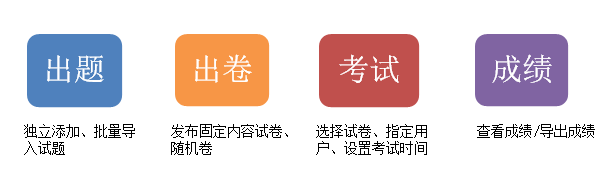 出题
独立添加、批量导
入试题
出卷
发布固定内容试卷、
随机卷
考试
选择试卷、指定用
户、设置考试时间
成绩
查看成绩/导出成绩